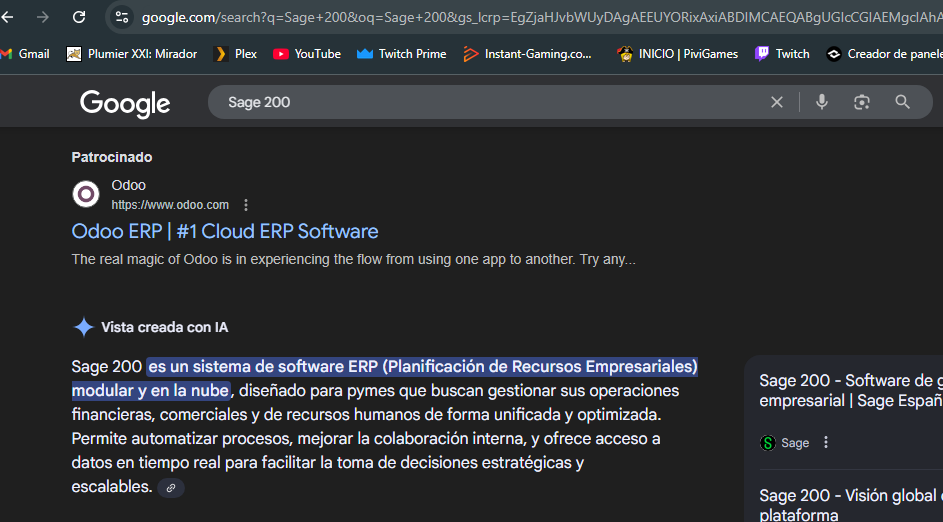 google.com/search?q=Sage+200&oq=Sage+200&gs_lcrp=
Gmail Plumier XXI: Mirador Plex YouTube Twitch Prime Instant-Gaming.co... INICIO | PiviGames Twitch Creador de
Google
Sage 200
Patrocinado
Odoo
https://www.odoo.com
Odoo ERP | #1 Cloud ERP Software
The real magic of Odoo is in experiencing the flow from using one app to another. Try any...
Vista creada con IA
Sage 200 es un sistema de software ERP (Planificación de Recursos Empresariales)
modular y en la nube, diseñado para pymes que buscan gestionar sus operaciones
financieras, comerciales y de recursos humanos de forma unificada y optimizada.
Permite automatizar procesos, mejorar la colaboración interna, y ofrece acceso a
datos en tiempo real para facilitar la toma de decisiones estratégicas y
escalables.
Sage 200 - Software de
empresarial | Sage
Sage
Sage 200 - Visión global
plataforma